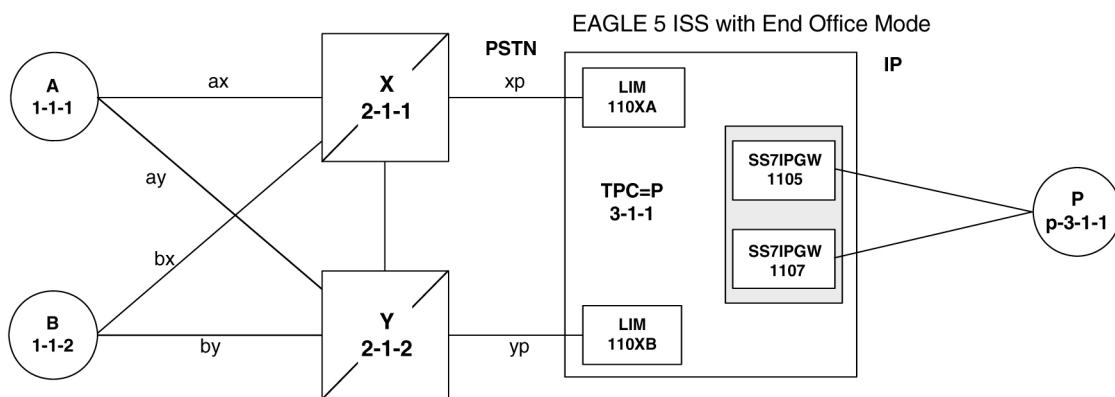 EAGLE 5 ISS with End Office Mode
PSTN
IP
A
1-1-1
ax
X
2-1-1
xp
LIM
110XA
SS7IPGW
1105
ay
TPC=P
3-1-1
P
p-3-1-1
bx
SS7IPGW
1107
B
1-1-2
by
Y
2-1-2
yp
LIM
110XB